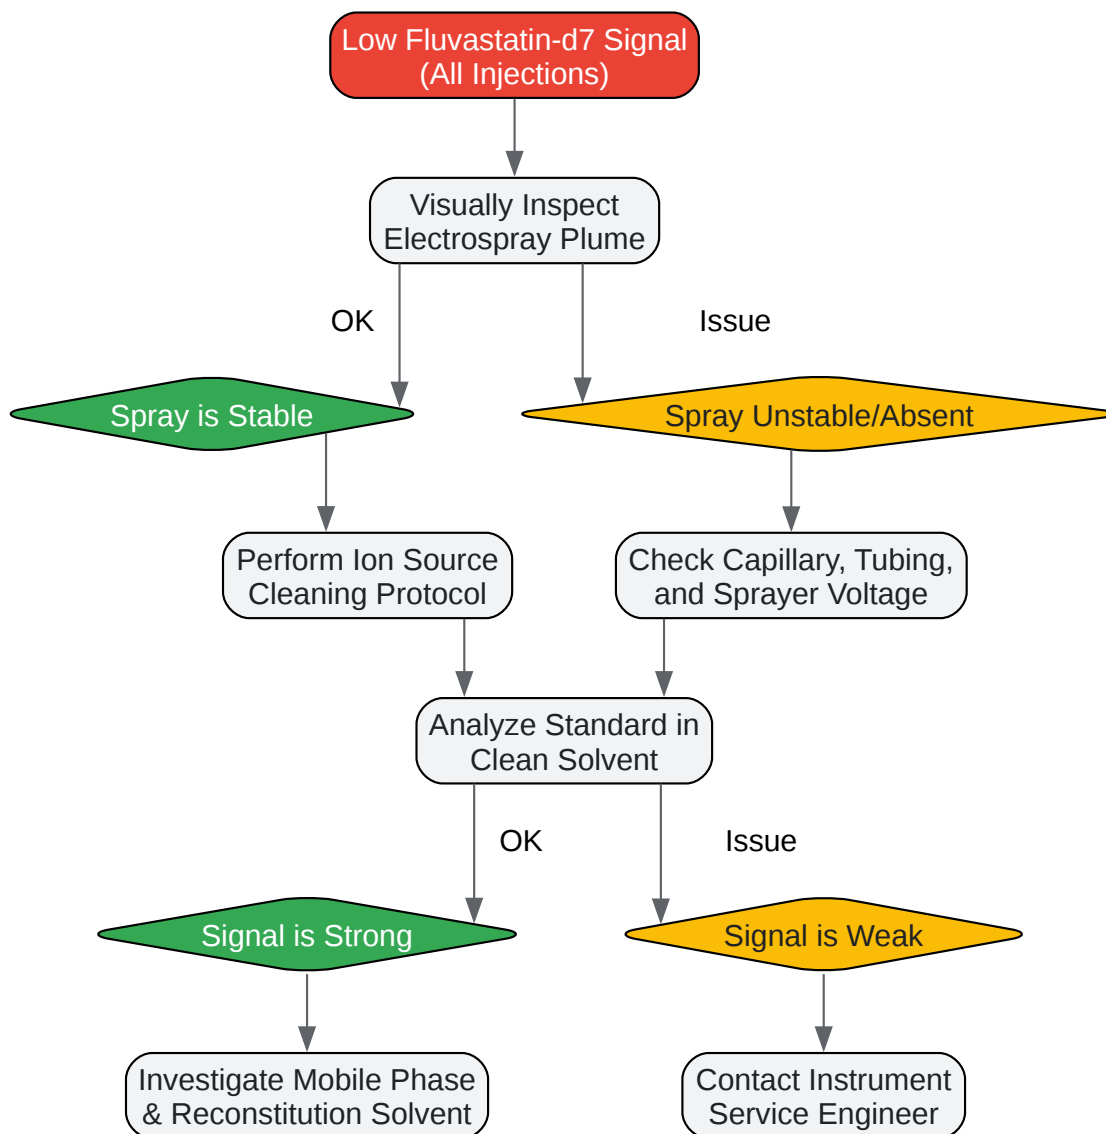 Low Fluvastatin-d7 Signal
(All Injections)
Visually Inspect
Electrospray Plume
OK
Issue
Spray is Stable
Spray Unstable/Absent
Perform Ion Source
Cleaning Protocol
Check Capillary, Tubing,
and Sprayer Voltage
Analyze Standard in
Clean Solvent
OK
Issue
Signal is Strong
Signal is Weak
Investigate Mobile Phase
& Reconstitution Solvent
Contact Instrument
Service Engineer